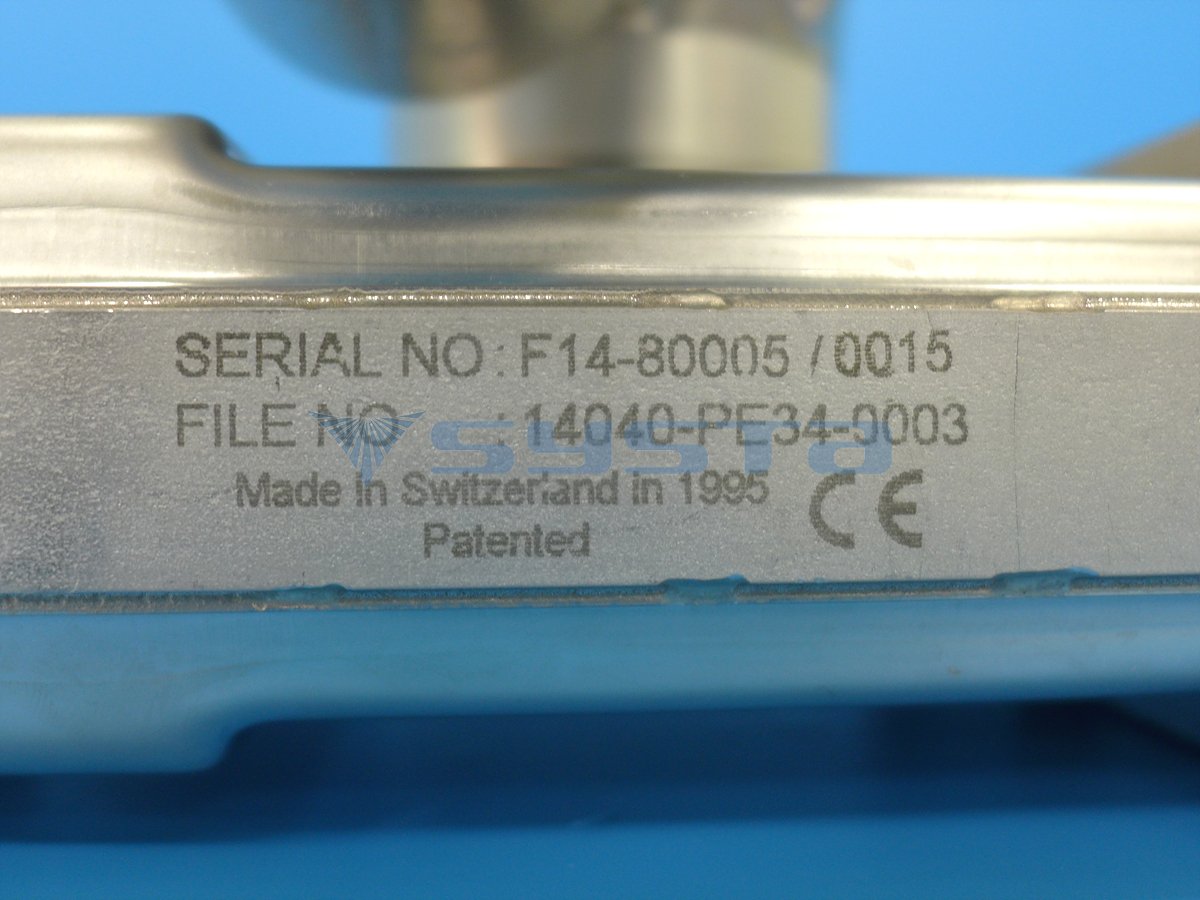 SERIAL NO : F14-80005 / 0015
FILE NO : 14040-PE34-0003
systa
Made in Switzerland in 1995
CE
Patented